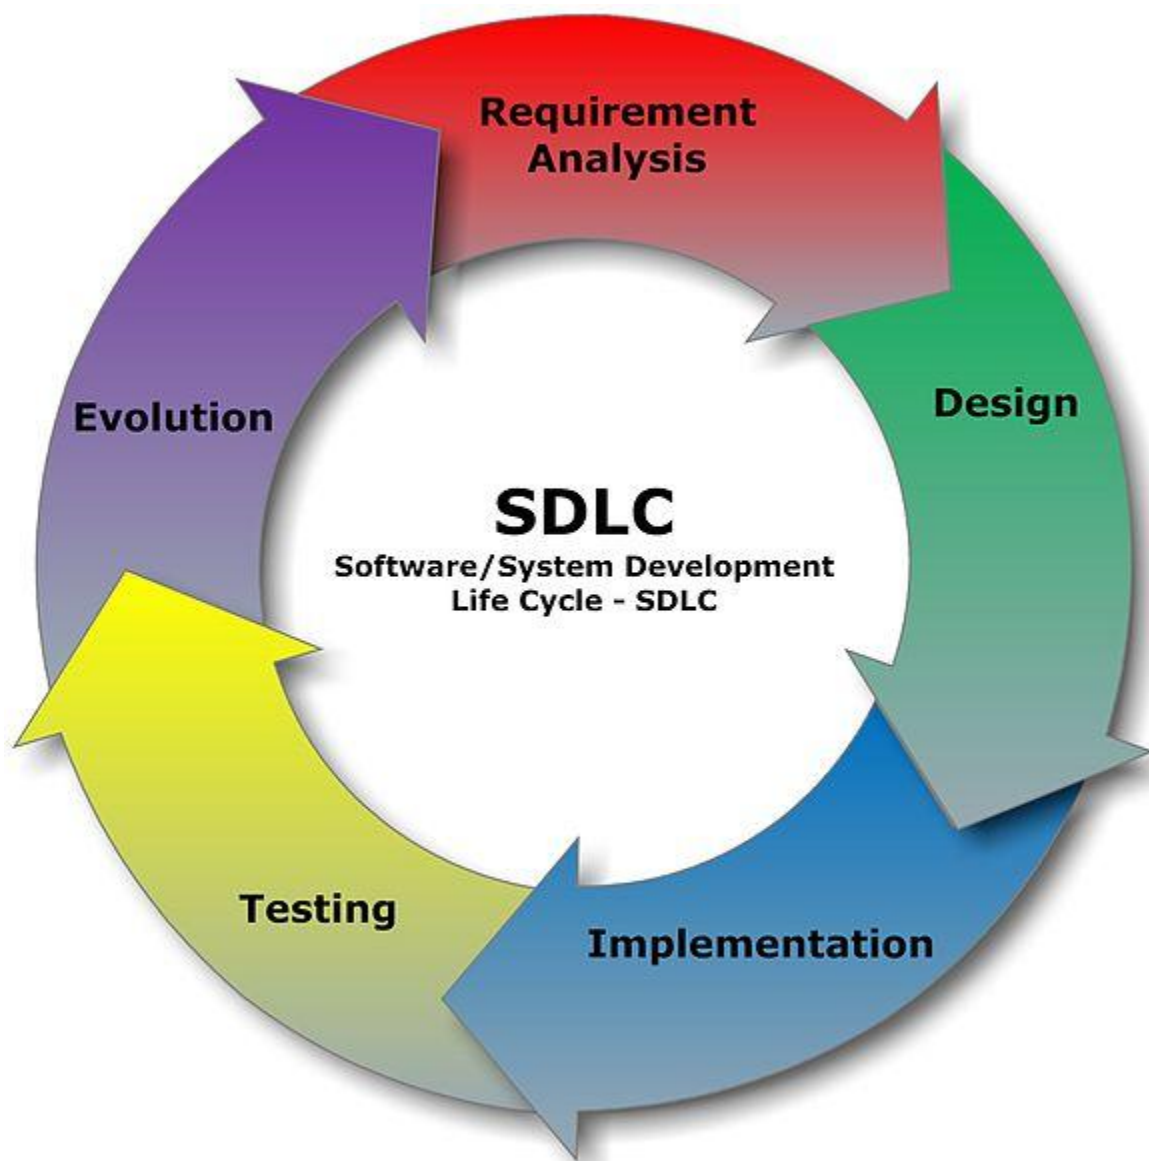 Requirement
Analysis
Design
Implementation
Testing
Evolution
SDLC
Software/System Development
Life Cycle - SDLC